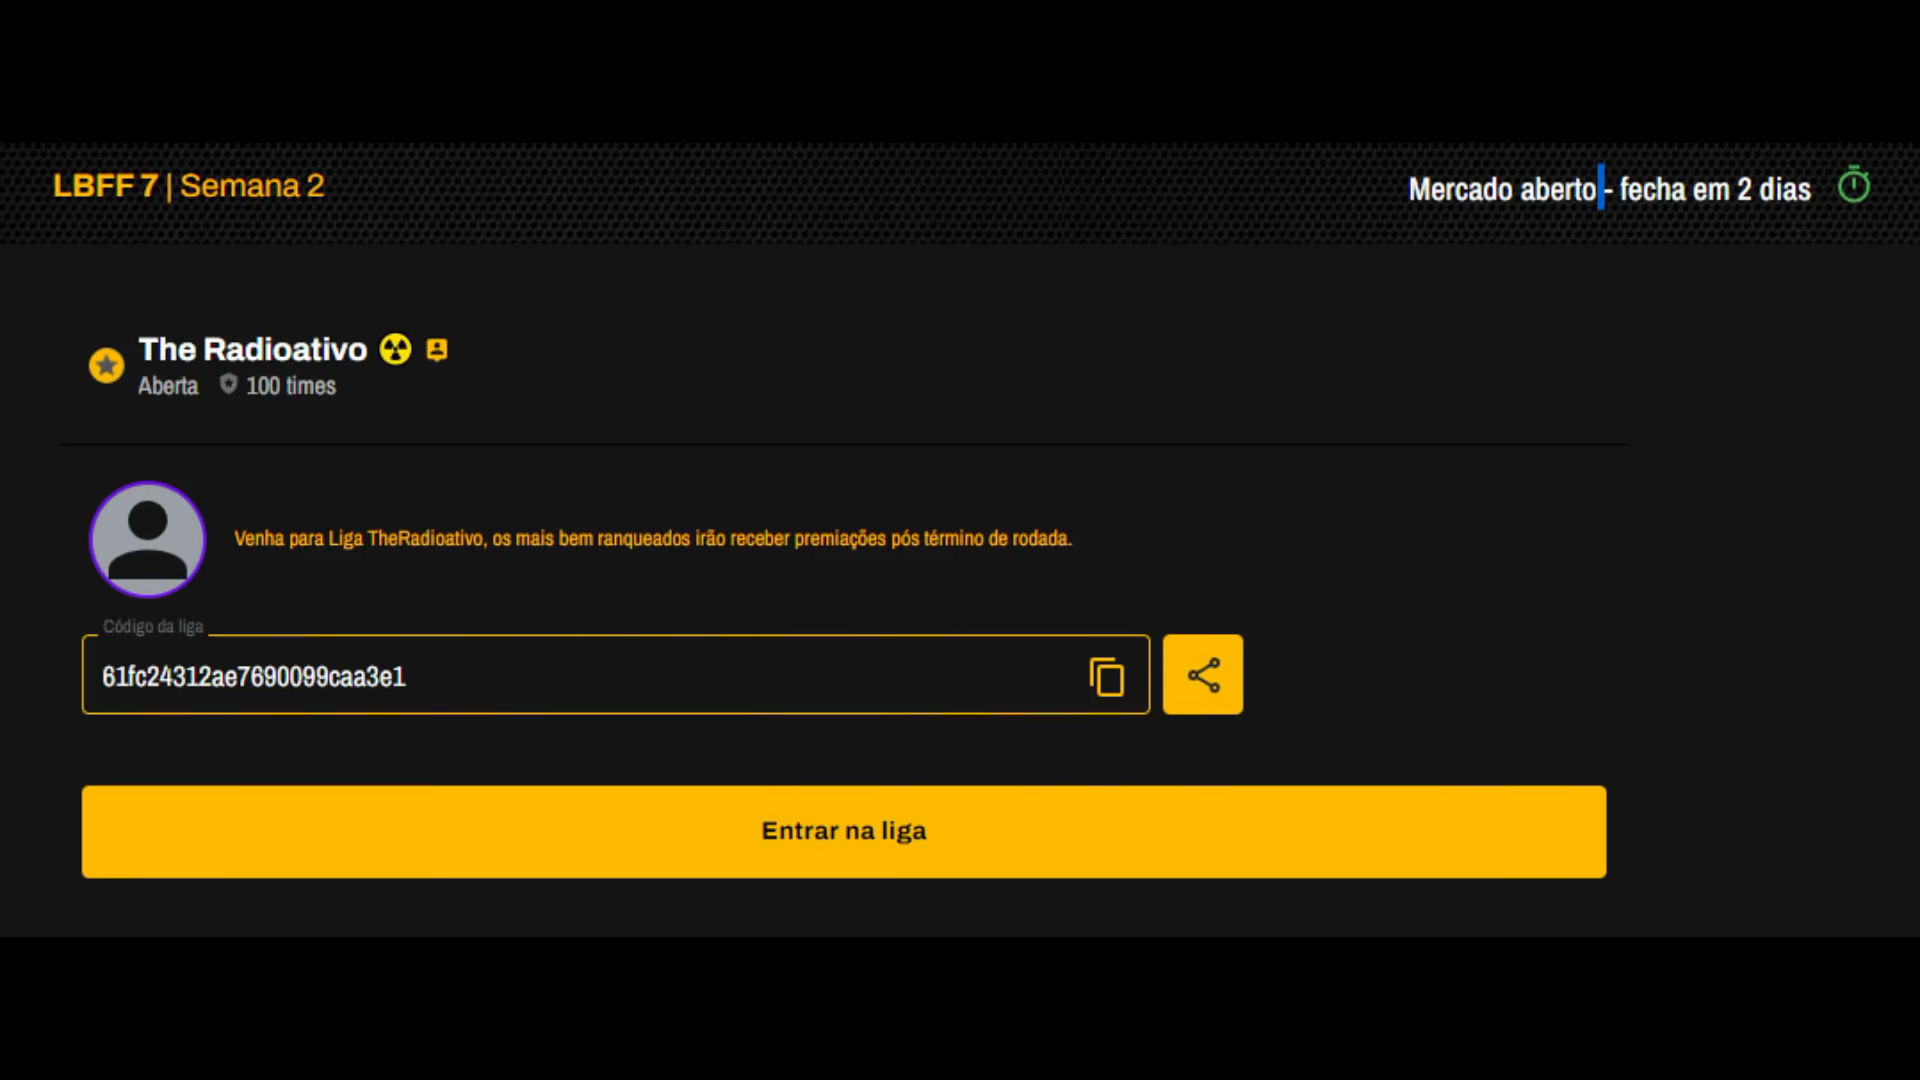 LBFF 7 | Semana 2
Mercado aberto - fecha em 2 dias
The Radioativo ☢
Aberta 100 times
Venha para Liga TheRadioativo, os mais bem ranqueados irão receber premiações pós término de rodada.
Código da liga
61fc24312ae7690099caa3e1
Entrar na liga